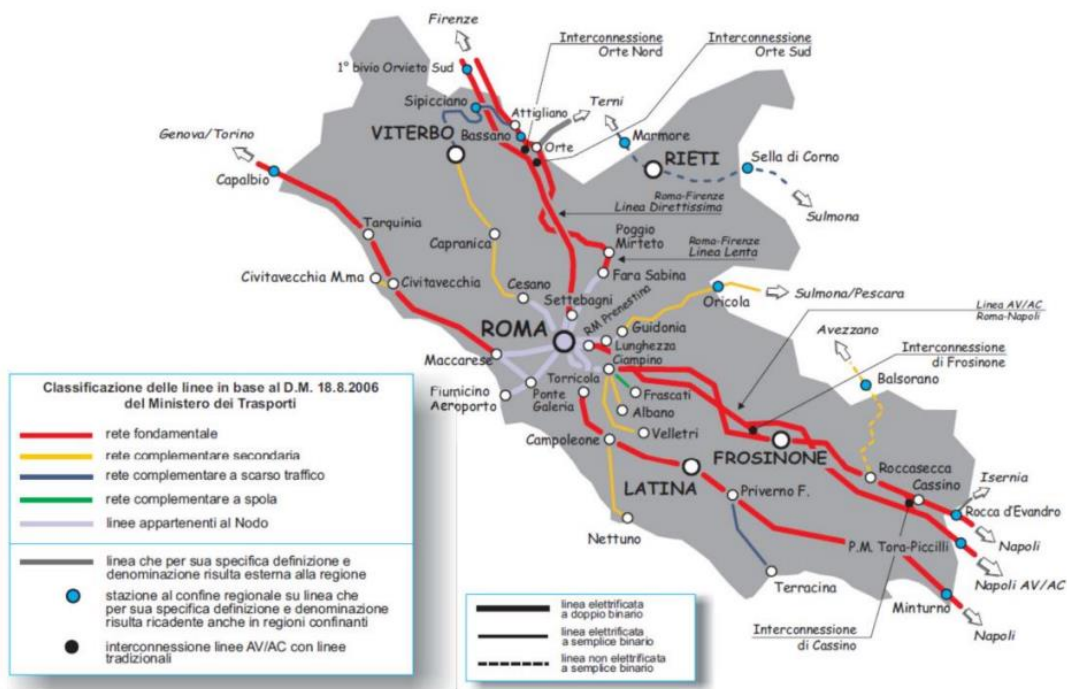 Firenze
Interconnessione
Orte Nord
Interconnessione
Orte Sud
1° bivio Orvieto Sud
Sipicciano
Attigliano
Terni
VITERBO
Bassano
Orte
Marmore
RIETI
Sella di Corno
Genova/Torino
Capalbio
Roma-Firenze
Linea Direttissima
Sulmona
Tarquinia
Capranica
Poggio
Mirteto
Roma-Firenze
Linea Lenta
Civitavecchia M.ma
Civitavecchia
Cesano
Fara Sabina
Settebagni
Oricola
Sulmona/Pescara
RM Prenestina
Guidonia
Linea AV/AC
Roma-Napoli
ROMA
Lunghezza
Avezzano
Interconnessione
di Frosinone
Maccarese
Ciampino
Balsorano
Fiumicino
Aeroporto
Ponte
Galeria
Torricola
Frascati
Albano
Velletri
Campoleone
FROSINONE
Roccasecca
Cassino
Isernia
LATINA
Priverno F.
Rocca d'Evandro
Nettuno
P.M. Tora-Piccilli
Napoli
Napoli AV/AC
Terracina
Minturno
Interconnessione
di Cassino
Napoli
Classificazione delle linee in base al D.M. 18.8.2006
del Ministero dei Trasporti
rete fondamentale
rete complementare secondaria
rete complementare a scarso traffico
rete complementare a spola
linee appartenenti al Nodo
linea che per sua specifica definizione e
denominazione risulta esterna alla regione
stazione al confine regionale su linea che
per sua specifica definizione e denominazione
risulta ricadente anche in regioni confinanti
interconnessione linee AV/AC con linee
tradizionali
linea elettrificata
a doppio binario
linea elettrificata
a semplice binario
linea non elettrificata
a semplice binario